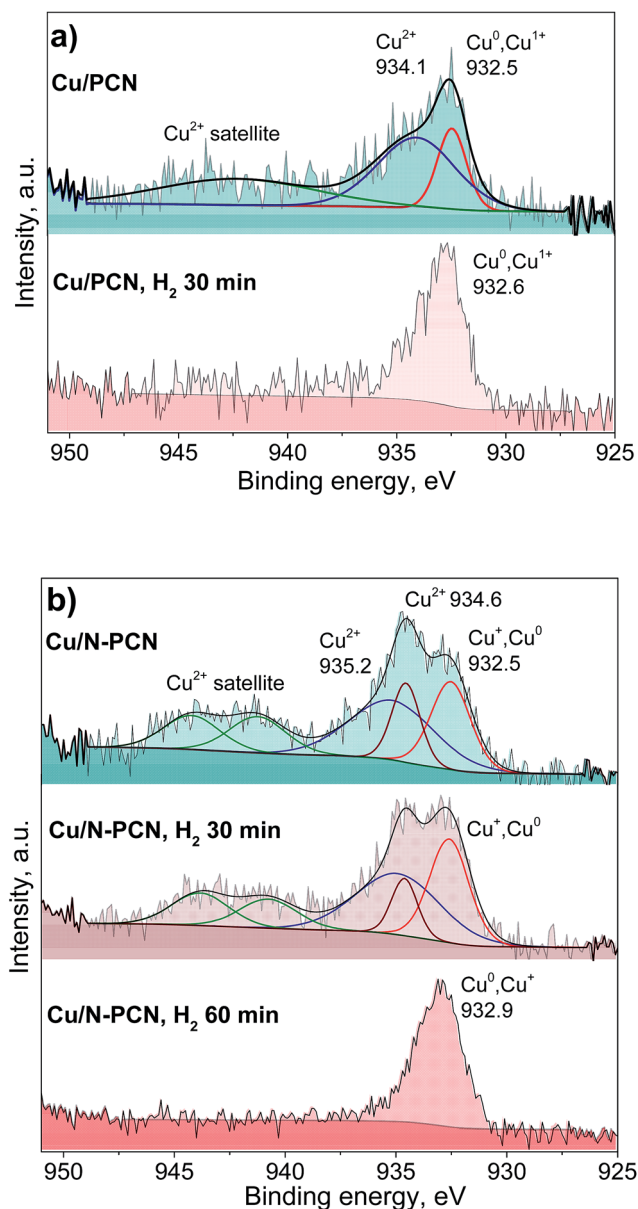 a)
Cu/PCN
Cu²⁺ satellite
Cu²⁺
934.1
Cu⁰,Cu¹⁺
932.5
Cu/PCN, H₂ 30 min
Cu⁰,Cu¹⁺
932.6
Intensity, a.u.
950 945 940 935 930 925
Binding energy, eV
b)
Cu/N-PCN
Cu²⁺ satellite
Cu²⁺
935.2
Cu²⁺ 934.6
Cu⁺,Cu⁰
932.5
Cu/N-PCN, H₂ 30 min
Cu⁺,Cu⁰
Cu/N-PCN, H₂ 60 min
Cu⁰,Cu⁺
932.9
Intensity, a.u.
950 945 940 935 930 925
Binding energy, eV